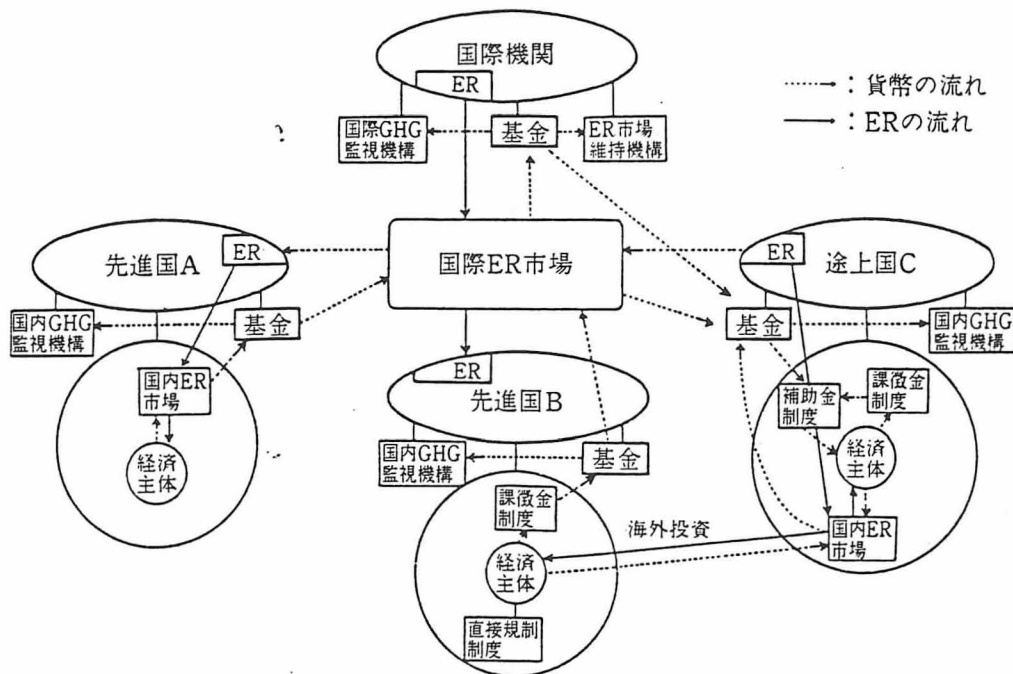 国際機関
ER
┈→：貨幣の流れ
→：ERの流れ
国際GHG
監視機構
基金
ER市場
維持機構
先進国A
ER
国際ER市場
ER
途上国C
国内GHG
監視機構
基金
基金
国内GHG
監視機構
ER
先進国B
国内ER
市場
経済
主体
国内GHG
監視機構
基金
補助金
制度
課徴金
制度
経済
主体
国内ER
市場
課徴金
制度
海外投資
経済
主体
直接規制
制度